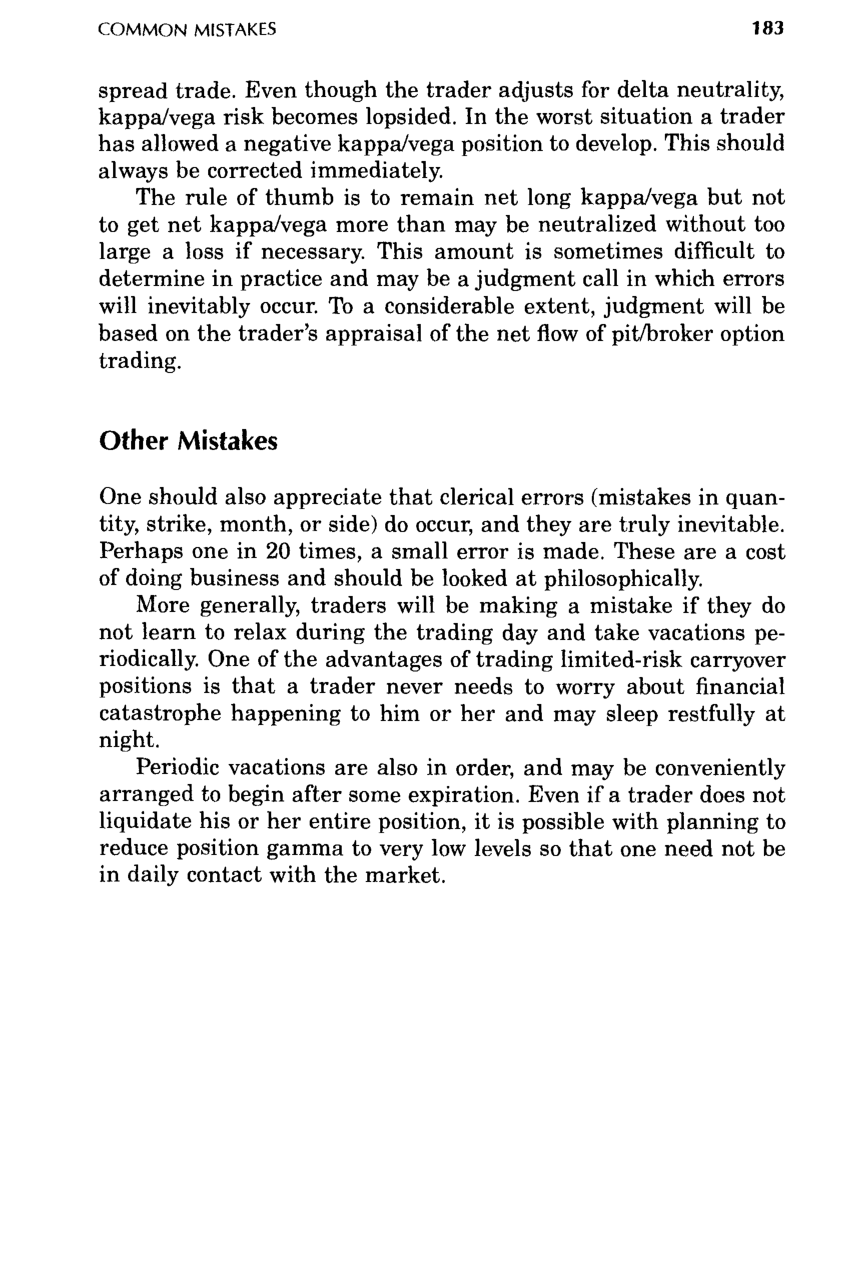 COMMON MISTAKES 183
spread trade. Even though the trader adjusts for delta neutrality,
kappa/vega risk becomes lopsided. In the worst situation a trader
has allowed a negative kappa/vega position to develop. This should
always be corrected immediately.
The rule of thumb is to remain net long kappa/vega but not
to get net kappa/vega more than may be neutralized without too
large a loss if necessary. This amount is sometimes difficult to
determine in practice and may be a judgment call in which errors
will inevitably occur. To a considerable extent, judgment will be
based on the trader's appraisal of the net flow of pit/broker option
trading.
Other Mistakes
One should also appreciate that clerical errors (mistakes in quan-
tity, strike, month, or side) do occur, and they are truly inevitable.
Perhaps one in 20 times, a small error is made. These are a cost
of doing business and should be looked at philosophically.
More generally, traders will be making a mistake if they do
not learn to relax during the trading day and take vacations pe-
riodically. One of the advantages of trading limited-risk carryover
positions is that a trader never needs to worry about financial
catastrophe happening to him or her and may sleep restfully at
night.
Periodic vacations are also in order, and may be conveniently
arranged to begin after some expiration. Even if a trader does not
liquidate his or her entire position, it is possible with planning to
reduce position gamma to very low levels so that one need not be
in daily contact with the market.